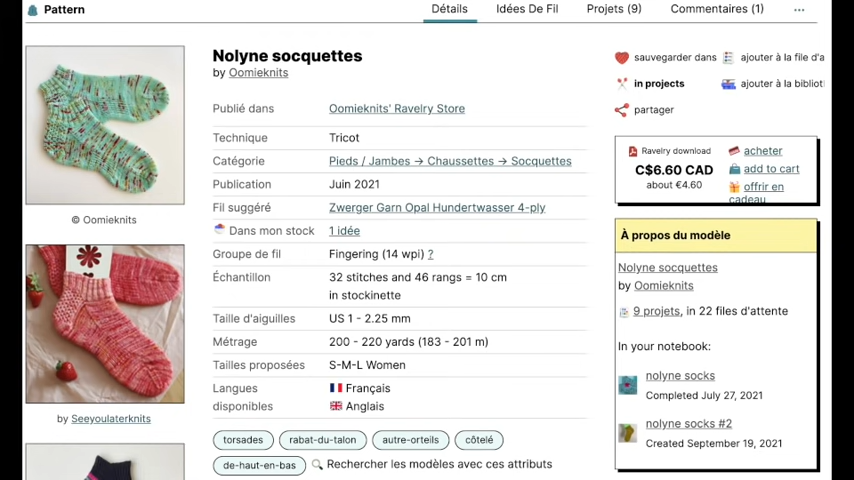 Pattern
Détails
Idées De Fil
Projets (9)
Commentaires (1)
Nolyne socquettes
by Oomieknits
Publié dans
Oomieknits' Ravelry Store
Technique
Tricot
Catégorie
Pieds / Jambes → Chaussettes → Socquettes
Publication
Juin 2021
Fil suggéré
Zwerger Garn Opal Hundertwasser 4-ply
Dans mon stock
1 idée
Groupe de fil
Fingering (14 wpi) ?
Échantillon
32 stitches and 46 rangs = 10 cm
in stockinette
Taille d'aiguilles
US 1 - 2.25 mm
Métrage
200 - 220 yards (183 - 201 m)
Tailles proposées
S-M-L Women
Langues
disponibles
Français
Anglais
torsades
rabat-du-talon
autre-orteils
côtelé
de-haut-en-bas
Rechercher les modèles avec ces attributs
© Oomieknits
by Seeyoulaterknits
sauvegarder dans
ajouter à la file d'a
in projects
ajouter à la bibliot
partager
Ravelry download
C$6.60 CAD
about €4.60
acheter
add to cart
offrir en
cadeau
À propos du modèle
Nolyne socquettes
by Oomieknits
9 projets, in 22 files d'attente
In your notebook:
nolyne socks
Completed July 27, 2021
nolyne socks #2
Created September 19, 2021